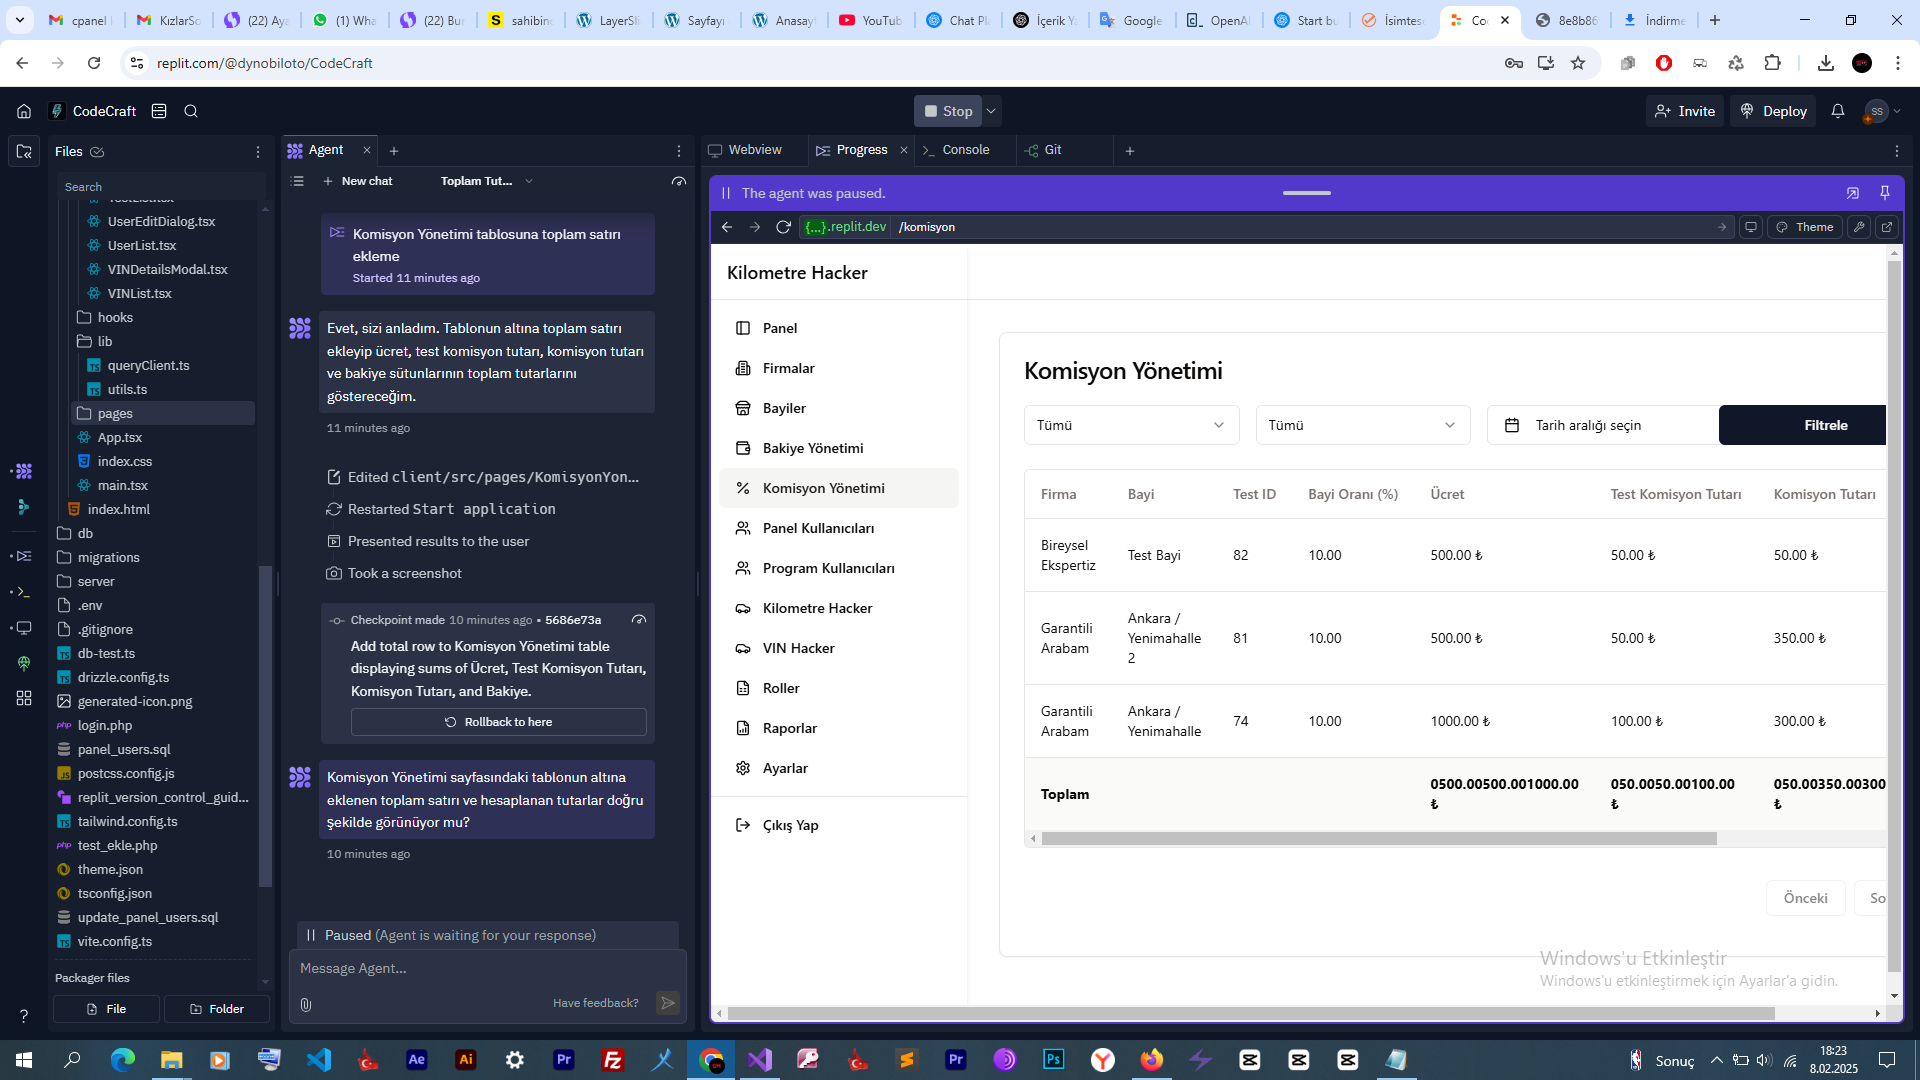 cpanel
KızlarSo
(22) Aya
(1) Wha
(22) Bu
sahibine
LayerSli
Sayfayı
Anasayf
YouTub
Chat Pl
İçerik Y
Google
OpenAI
Start bu
İsimtesc
Co
8e8b86
İndirme
replit.com/@dynobiloto/CodeCraft
CodeCraft
Stop
Invite
Deploy
SS
Files
Search
UserEditDialog.tsx
UserList.tsx
VINDetailsModal.tsx
VINList.tsx
hooks
lib
queryClient.ts
utils.ts
pages
App.tsx
index.css
main.tsx
index.html
db
migrations
server
.env
.gitignore
db-test.ts
drizzle.config.ts
generated-icon.png
login.php
panel_users.sql
postcss.config.js
replit_version_control_guid...
tailwind.config.ts
test_ekle.php
theme.json
tsconfig.json
update_panel_users.sql
vite.config.ts
Packager files
File
Folder
Agent
New chat
Toplam Tut...
Komisyon Yönetimi tablosuna toplam satırı
ekleme
Started 11 minutes ago
Evet, sizi anladım. Tablonun altına toplam satırı
ekleyip ücret, test komisyon tutarı, komisyon tutarı
ve bakiye sütunlarının toplam tutarlarını
göstereceğim.
11 minutes ago
Edited client/src/pages/KomisyonYon...
Restarted Start application
Presented results to the user
Took a screenshot
Checkpoint made 10 minutes ago • 5686e73a
Add total row to Komisyon Yönetimi table
displaying sums of Ücret, Test Komisyon Tutarı,
Komisyon Tutarı, and Bakiye.
Rollback to here
Komisyon Yönetimi sayfasındaki tablonun altına
eklenen toplam satırı ve hesaplanan tutarlar doğru
şekilde görünüyor mu?
10 minutes ago
Paused (Agent is waiting for your response)
Message Agent...
Have feedback?
Webview
Progress
Console
Git
The agent was paused.
{...}.replit.dev
/komisyon
Theme
Kilometre Hacker
Panel
Firmalar
Bayiler
Bakiye Yönetimi
Komisyon Yönetimi
Panel Kullanıcıları
Program Kullanıcıları
Kilometre Hacker
VIN Hacker
Roller
Raporlar
Ayarlar
Çıkış Yap
Komisyon Yönetimi
Tümü
Tümü
Tarih aralığı seçin
Filtrele
Firma Bayi Test ID Bayi Oranı (%) Ücret Test Komisyon Tutarı Komisyon Tutarı
Bireysel
Ekspertiz
Test Bayi
82
10.00
500.00 ₺
50.00 ₺
50.00 ₺
Garantili
Arabam
Ankara /
Yenimahalle
2
81
10.00
500.00 ₺
50.00 ₺
350.00 ₺
Garantili
Arabam
Ankara /
Yenimahalle
74
10.00
1000.00 ₺
100.00 ₺
300.00 ₺
Toplam
0500.00500.001000.00
₺
050.0050.00100.00
₺
050.00350.00300
₺
Önceki
So
Windows'u Etkinleştir
Windows'u etkinleştirmek için Ayarlar'a gidin.
Sonuç
18:23
8.02.2025